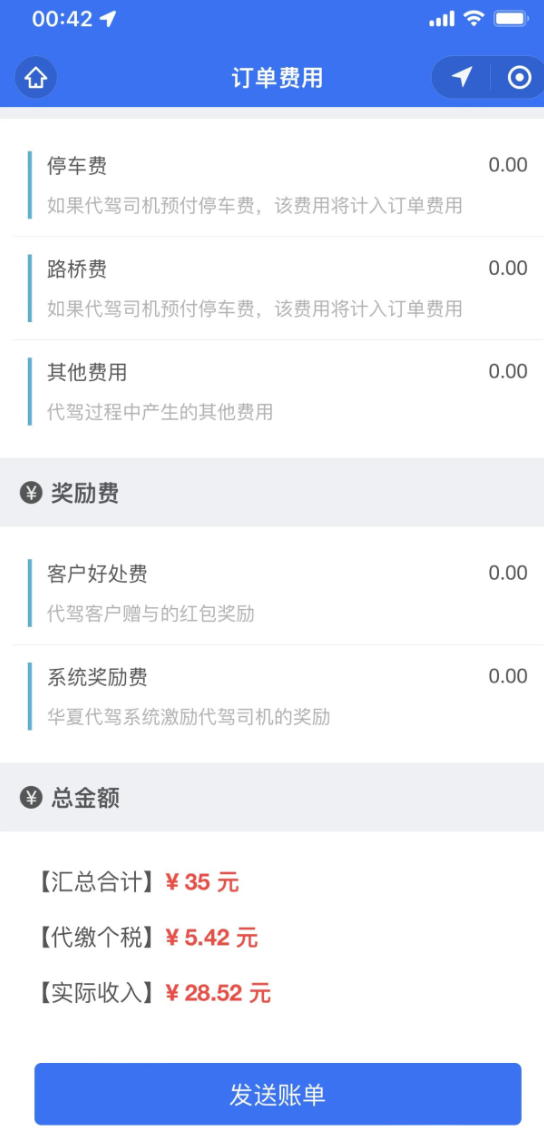 00:42
订单费用
停车费 0.00
如果代驾司机预付停车费，该费用将计入订单费用
路桥费 0.00
如果代驾司机预付停车费，该费用将计入订单费用
其他费用 0.00
代驾过程中产生的其他费用
¥ 奖励费
客户好处费 0.00
代驾客户赠与的红包奖励
系统奖励费 0.00
华夏代驾系统激励代驾司机的奖励
¥ 总金额
【汇总合计】¥ 35 元
【代缴个税】¥ 5.42 元
【实际收入】¥ 28.52 元
发送账单